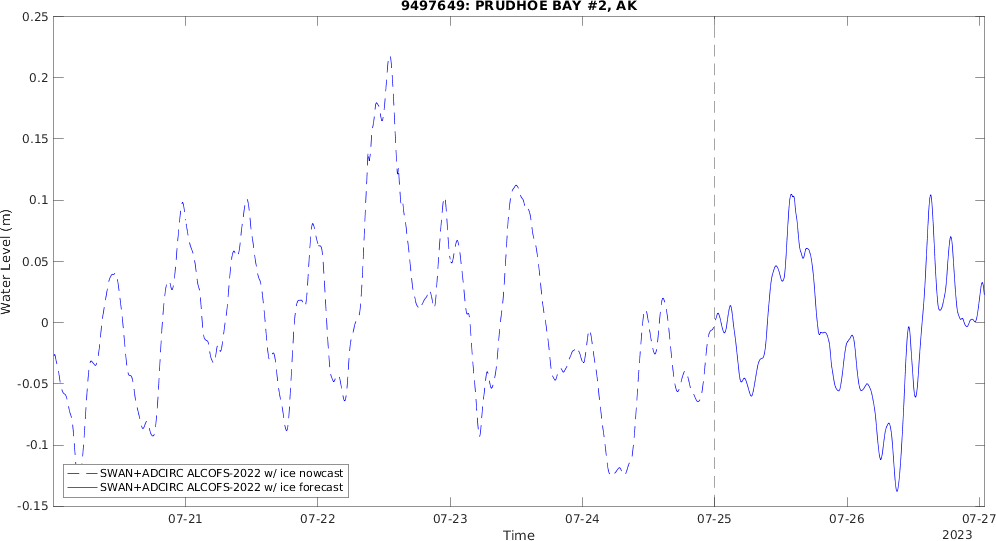 9497649: PRUDHOE BAY #2, AK
0.25
0.2
0.15
0.1
0.05
0
-0.05
-0.1
-0.15
Water Level (m)
SWAN+ADCIRC ALCOFS-2022 w/ ice nowcast
SWAN+ADCIRC ALCOFS-2022 w/ ice forecast
07-21 07-22 07-23 07-24 07-25 07-26 07-27
Time
2023